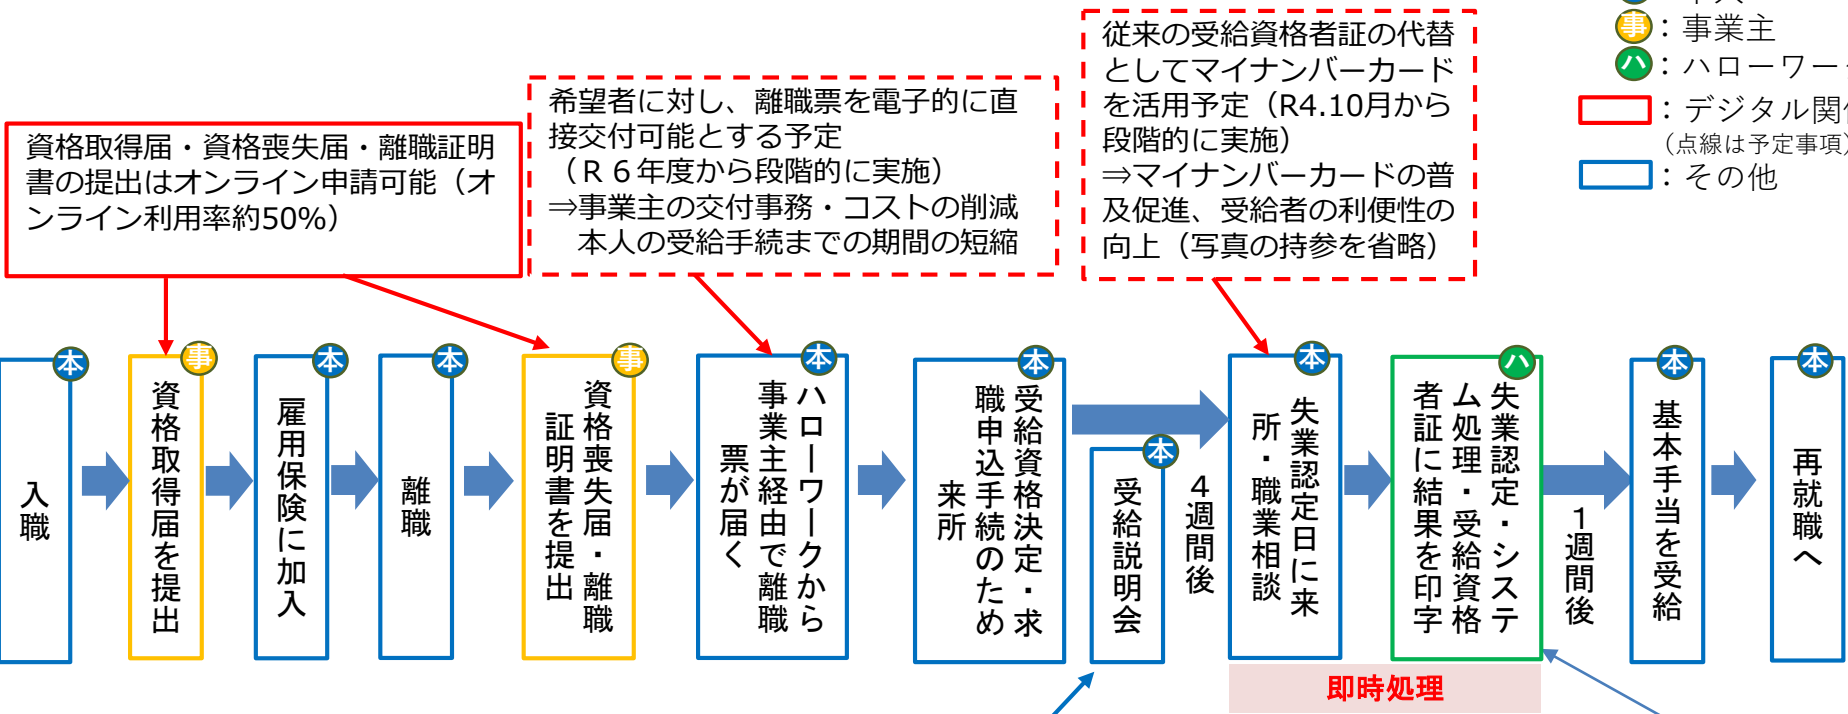 事：事業主
ハ：ハローワーク
：デジタル関係
（点線は予定事項）
：その他
従来の受給資格者証の代替
としてマイナンバーカード
を活用予定（R4.10月から
段階的に実施）
⇒マイナンバーカードの普
及促進、受給者の利便性の
向上（写真の持参を省略）
希望者に対し、離職票を電子的に直
接交付可能とする予定
（R６年度から段階的に実施）
⇒事業主の交付事務・コストの削減
本人の受給手続までの期間の短縮
資格取得届・資格喪失届・離職証明
書の提出はオンライン申請可能（オ
ンライン利用率約50%）
本
入職
事
資格取得届を提出
本
雇用保険に加入
本
離職
事
資格喪失届・離職
証明書を提出
本
ハローワークから
事業主経由で離職
票が届く
本
受給資格決定・求
職申込手続のため
来所
本
受給説明会
４週間後
本
失業認定日に来
所・職業相談
ハ
失業認定・システ
ム処理・受給資格
者証に結果を印字
即時処理
１週間後
本
基本手当を受給
本
再就職へ